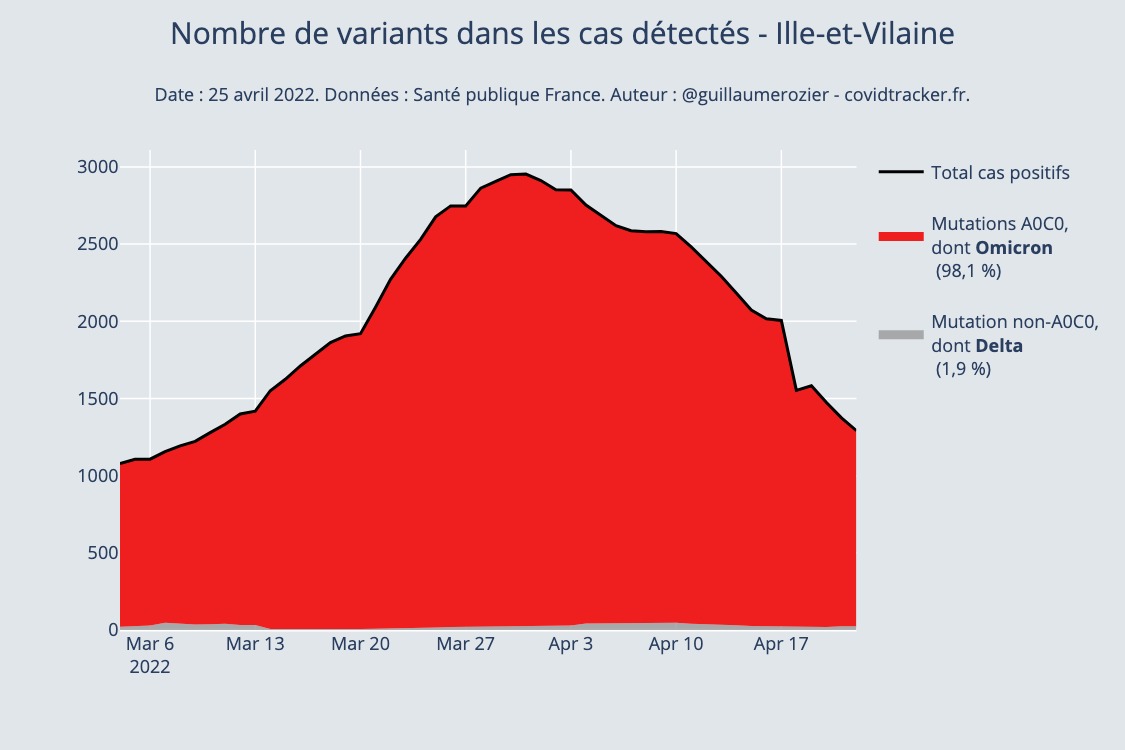 Nombre de variants dans les cas détectés - Ille-et-Vilaine
Date : 25 avril 2022. Données : Santé publique France. Auteur : @guillaumerozier - covidtracker.fr.
3000
2500
2000
1500
1000
500
0
Mar 6
2022
Mar 13
Mar 20
Mar 27
Apr 3
Apr 10
Apr 17
Total cas positifs
Mutations A0C0,
dont Omicron
(98,1 %)
Mutation non-A0C0,
dont Delta
(1,9 %)